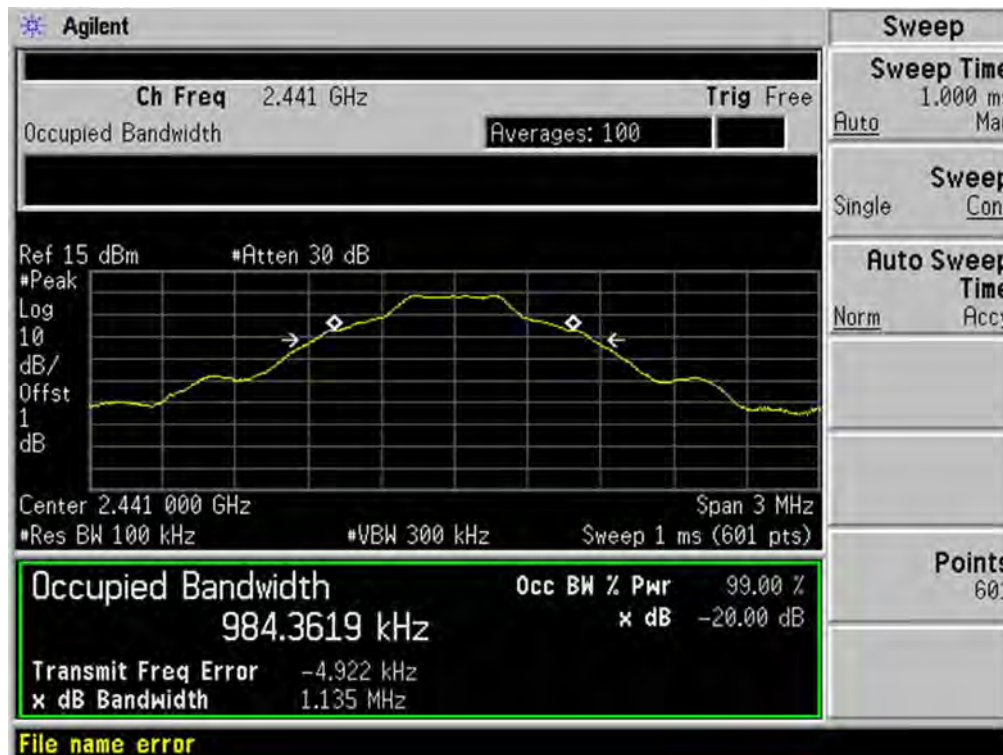 Agilent
Sweep
Ch Freq 2.441 GHz Trig Free
Occupied Bandwidth Averages: 100
Sweep Time
1.000 m
Auto Ma
Sweep
Single Con
Auto Sweep
Time
Norm Accy
Points
601
Ref 15 dBm #Atten 30 dB
#Peak
Log
10
dB/
Offst
1
dB
Center 2.441 000 GHz Span 3 MHz
#Res BW 100 kHz #VBW 300 kHz Sweep 1 ms (601 pts)
Occupied Bandwidth
984.3619 kHz
Occ BW % Pwr 99.00 %
x dB -20.00 dB
Transmit Freq Error -4.922 kHz
x dB Bandwidth 1.135 MHz
File name error